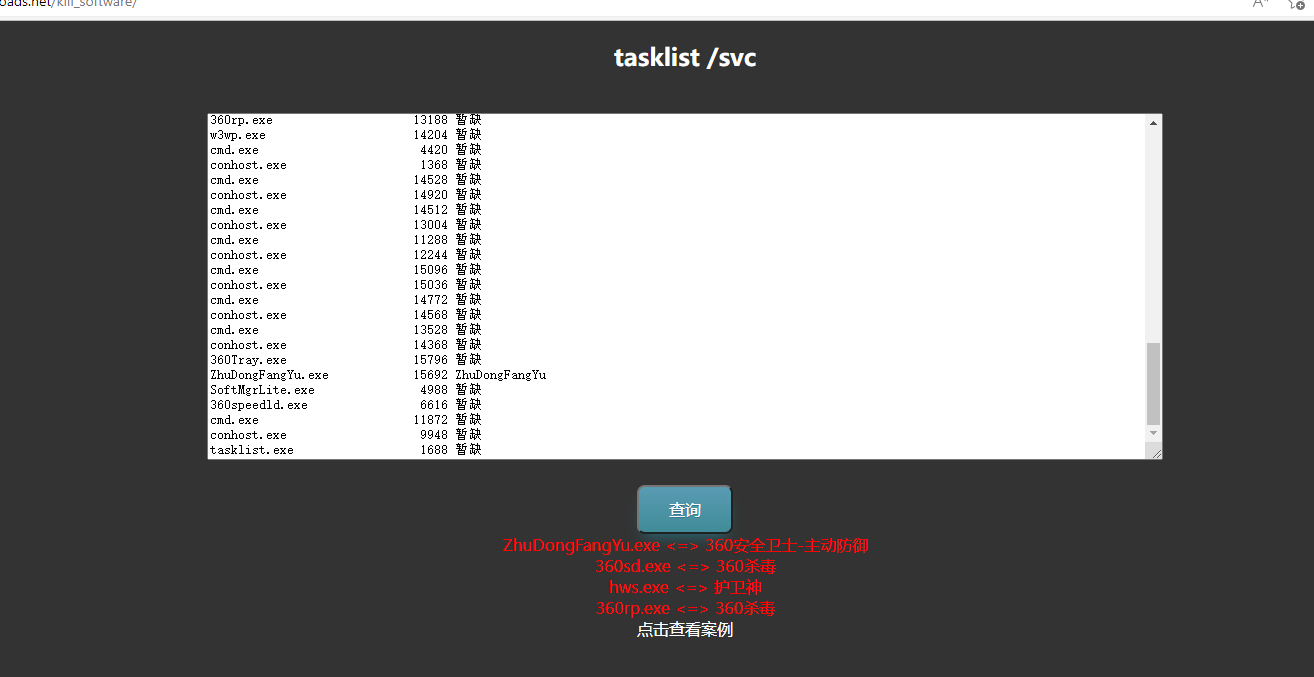 oads.net/kill_software/
tasklist /svc
360rp.exe 13188 暂缺
w3wp.exe 14204 暂缺
cmd.exe 4420 暂缺
conhost.exe 1368 暂缺
cmd.exe 14528 暂缺
conhost.exe 14920 暂缺
cmd.exe 14512 暂缺
conhost.exe 13004 暂缺
cmd.exe 11288 暂缺
conhost.exe 12244 暂缺
cmd.exe 15096 暂缺
conhost.exe 15036 暂缺
cmd.exe 14772 暂缺
conhost.exe 14568 暂缺
cmd.exe 13528 暂缺
conhost.exe 14368 暂缺
360Tray.exe 15796 暂缺
ZhuDongFangYu.exe 15692 ZhuDongFangYu
SoftMgrLite.exe 4988 暂缺
360speedld.exe 6616 暂缺
cmd.exe 11872 暂缺
conhost.exe 9948 暂缺
tasklist.exe 1688 暂缺
查询
ZhuDongFangYu.exe <=> 360安全卫士-主动防御
360sd.exe <=> 360杀毒
hws.exe <=> 护卫神
360rp.exe <=> 360杀毒
点击查看案例